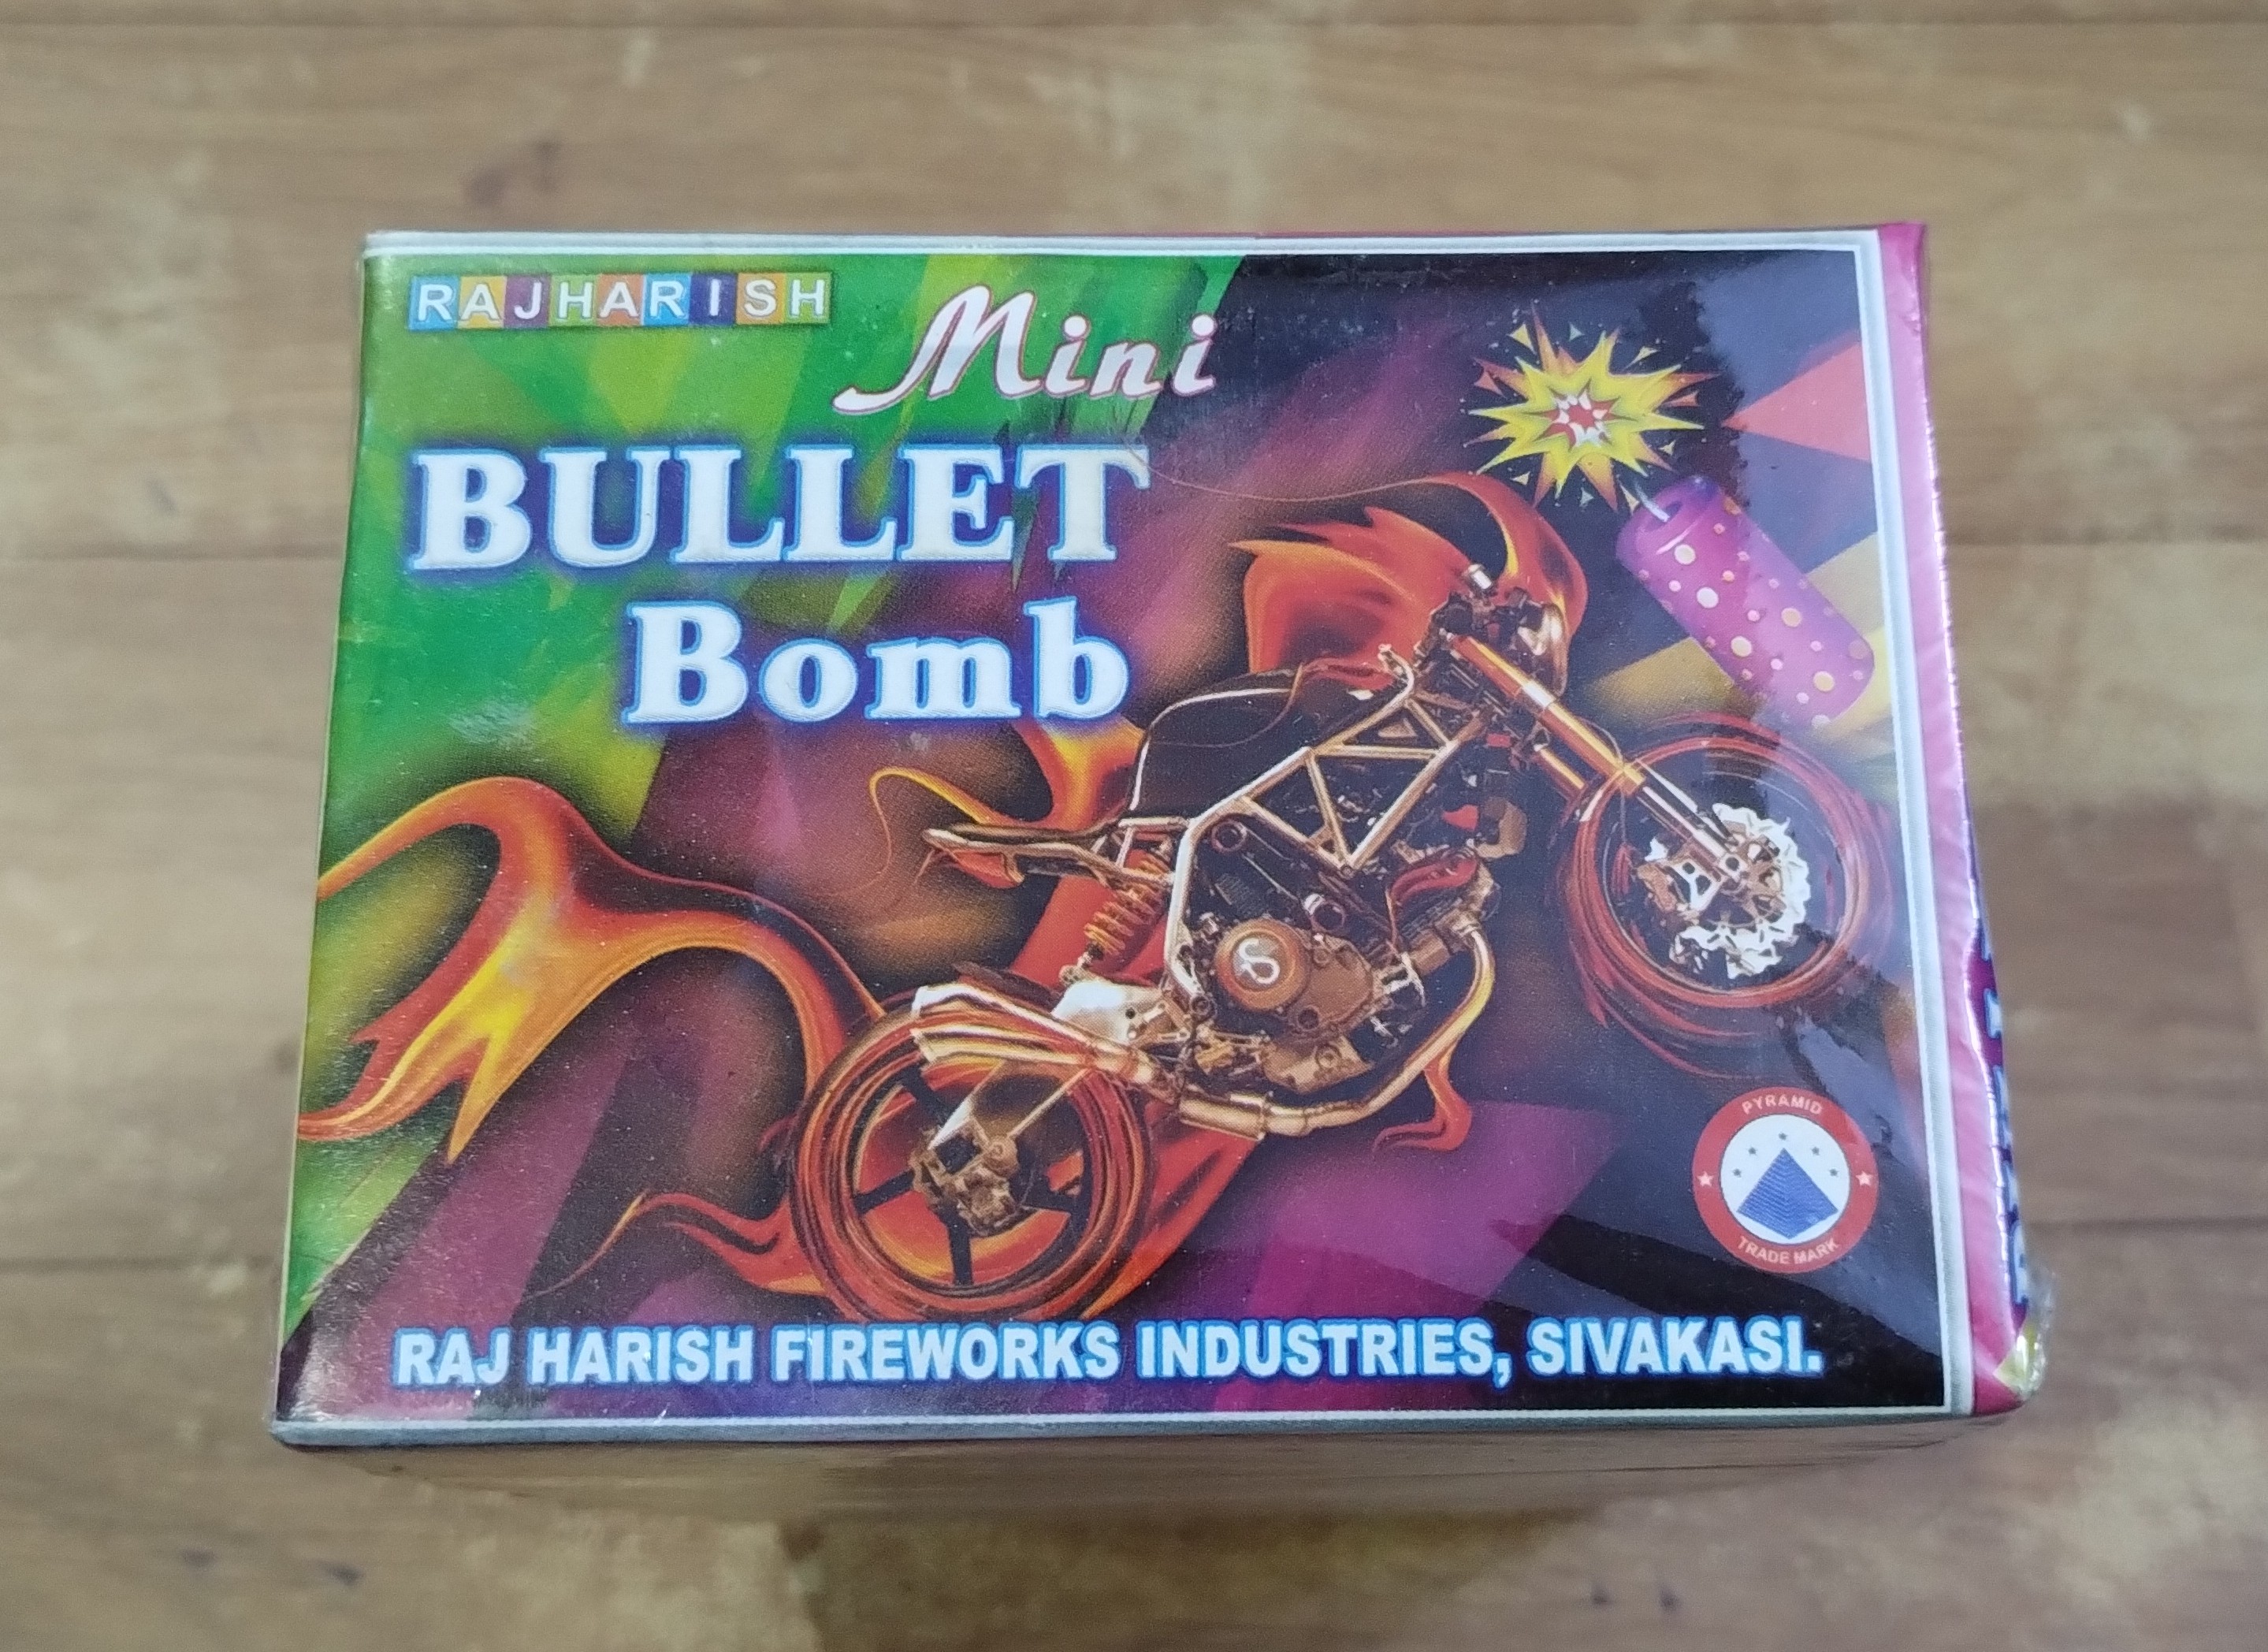 RAJHARISH
Mini
BULLET
Bomb
S
PYRAMID
TRADE MARK
RAJ HARISH FIREWORKS INDUSTRIES, SIVAKASI.